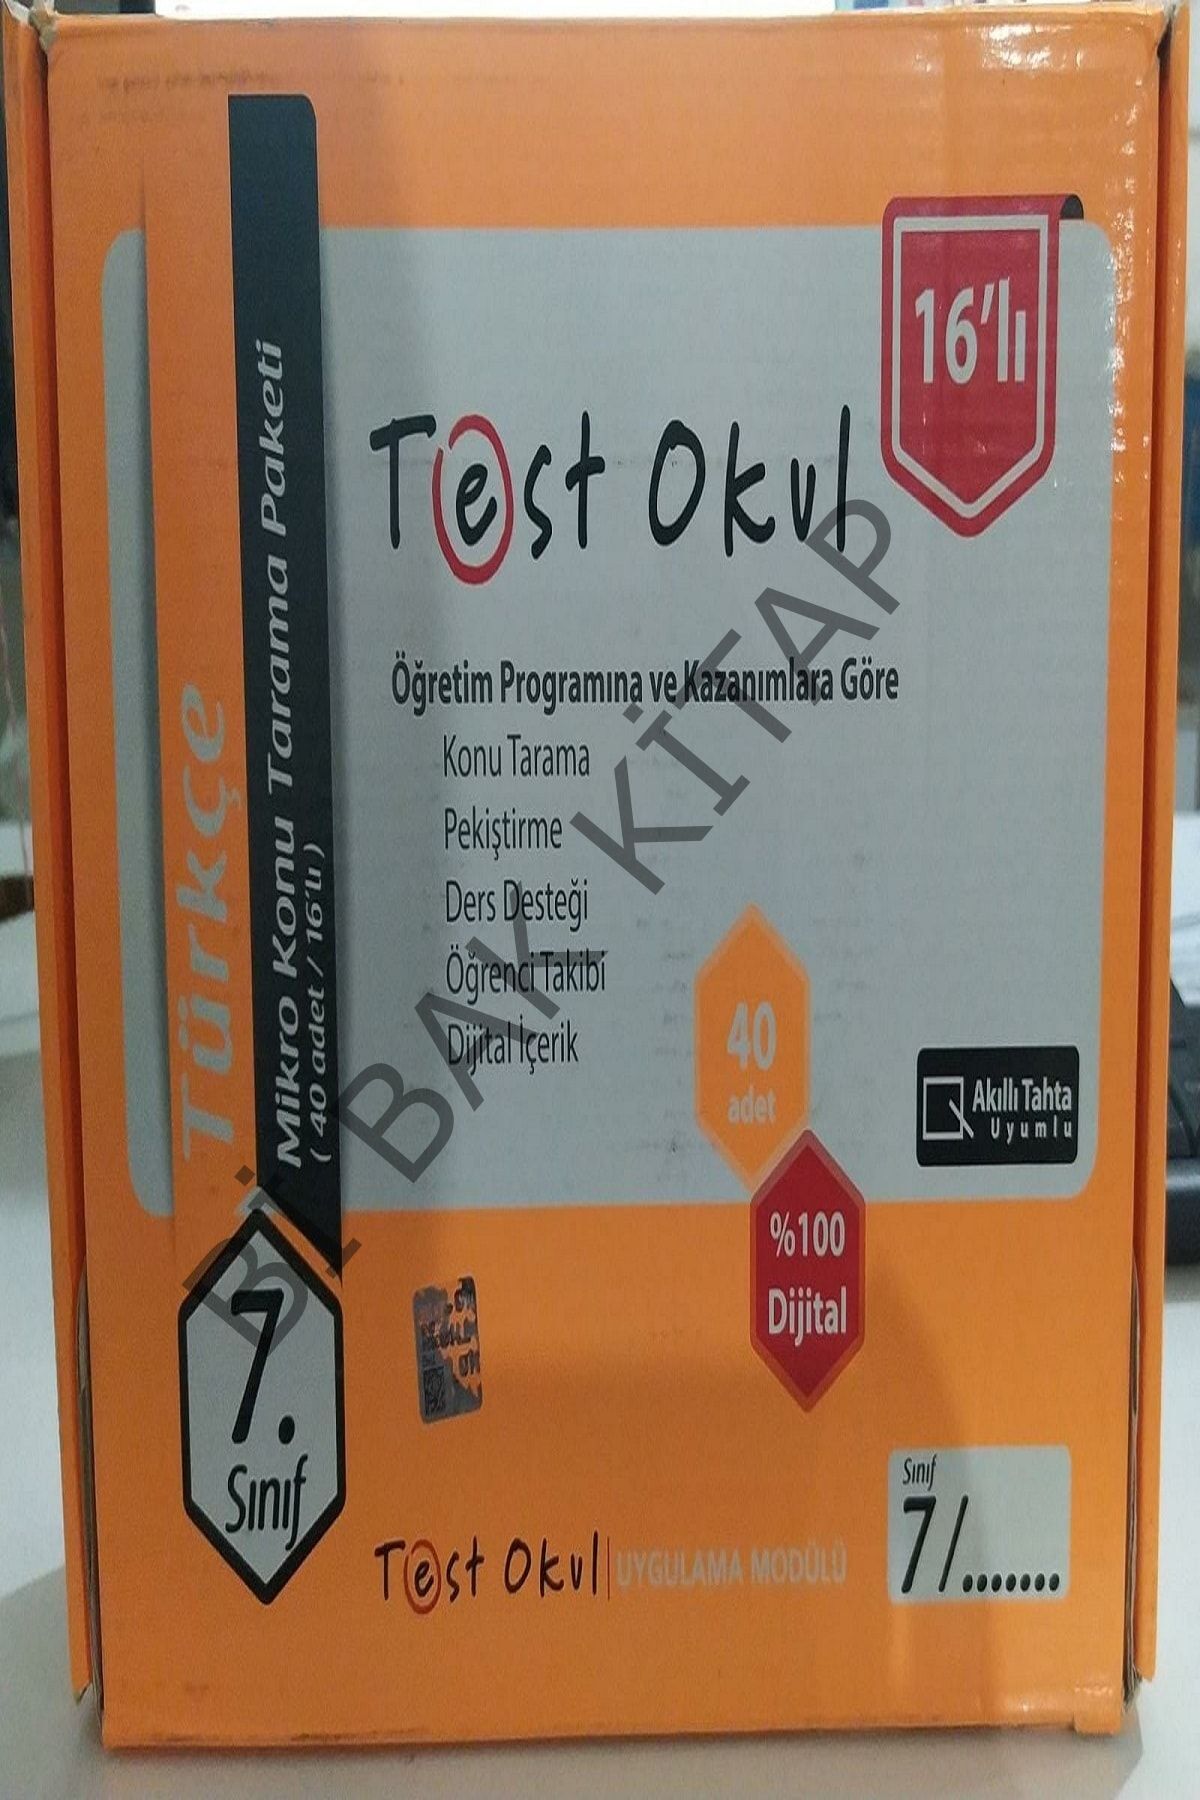 16'lı
Test Okul
Türkçe
Mikro Konu Tarama Paketi
( 40 adet / 16'lı )
Öğretim Programına ve Kazanımlara Göre
Konu Tarama
Pekiştirme
Ders Desteği
Öğrenci Takibi
Dijital İçerik
40
adet
Akıllı Tahta
Uyumlu
%100
Dijital
7.
Sınıf
Test Okul UYGULAMA MODÜLÜ
Sınıf
7/.......
Bİ BAK KİTAP